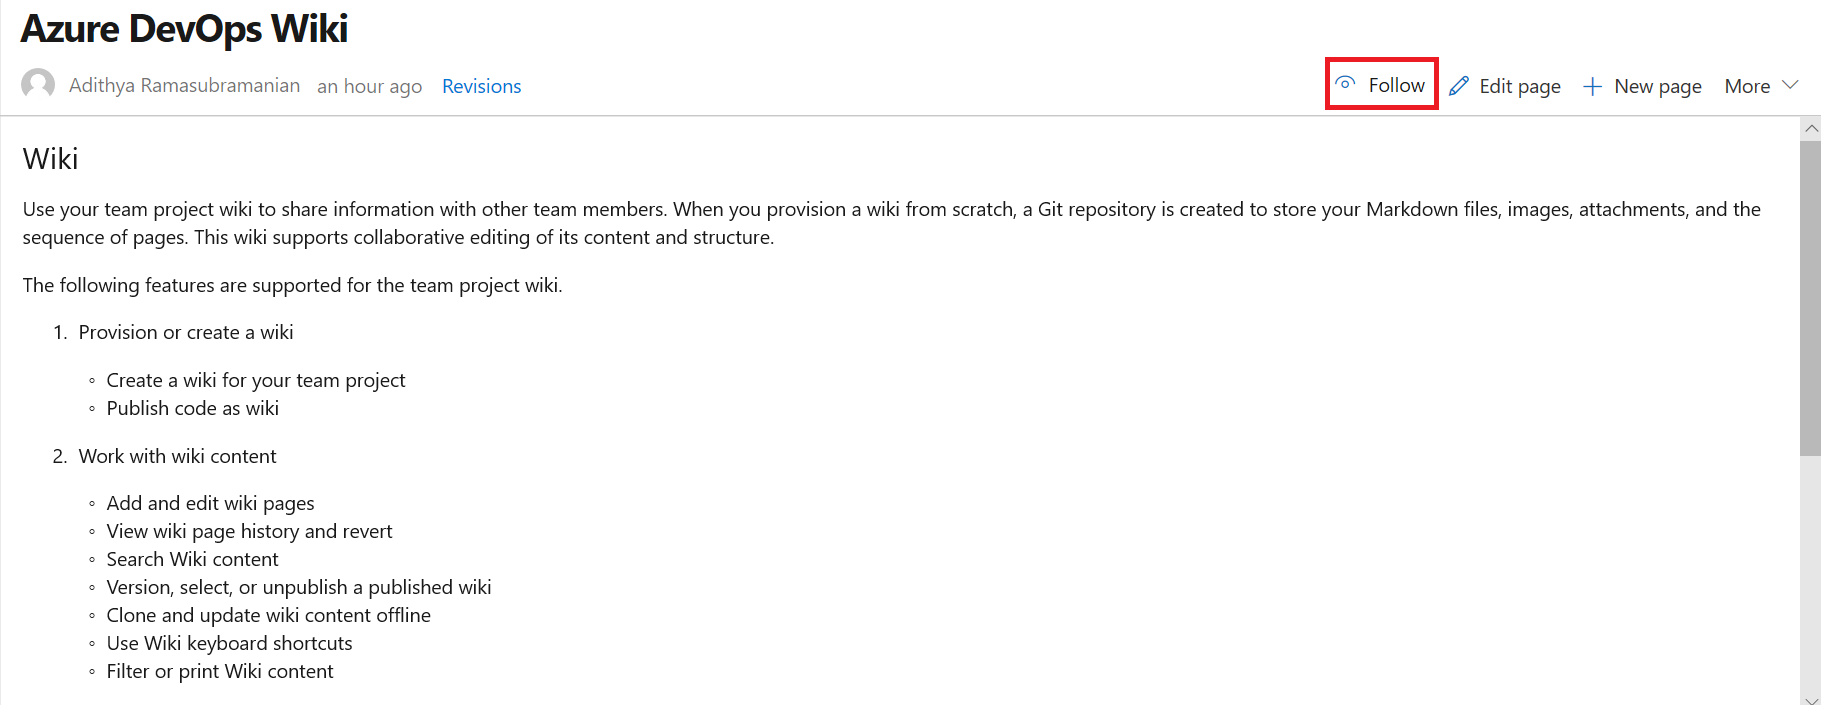 Azure DevOps Wiki
Adithya Ramasubramanian an hour ago Revisions Follow Edit page New page More
Wiki
Use your team project wiki to share information with other team members. When you provision a wiki from scratch, a Git repository is created to store your Markdown files, images, attachments, and the
sequence of pages. This wiki supports collaborative editing of its content and structure.
The following features are supported for the team project wiki.
1. Provision or create a wiki
◦ Create a wiki for your team project
◦ Publish code as wiki
2. Work with wiki content
◦ Add and edit wiki pages
◦ View wiki page history and revert
◦ Search Wiki content
◦ Version, select, or unpublish a published wiki
◦ Clone and update wiki content offline
◦ Use Wiki keyboard shortcuts
◦ Filter or print Wiki content